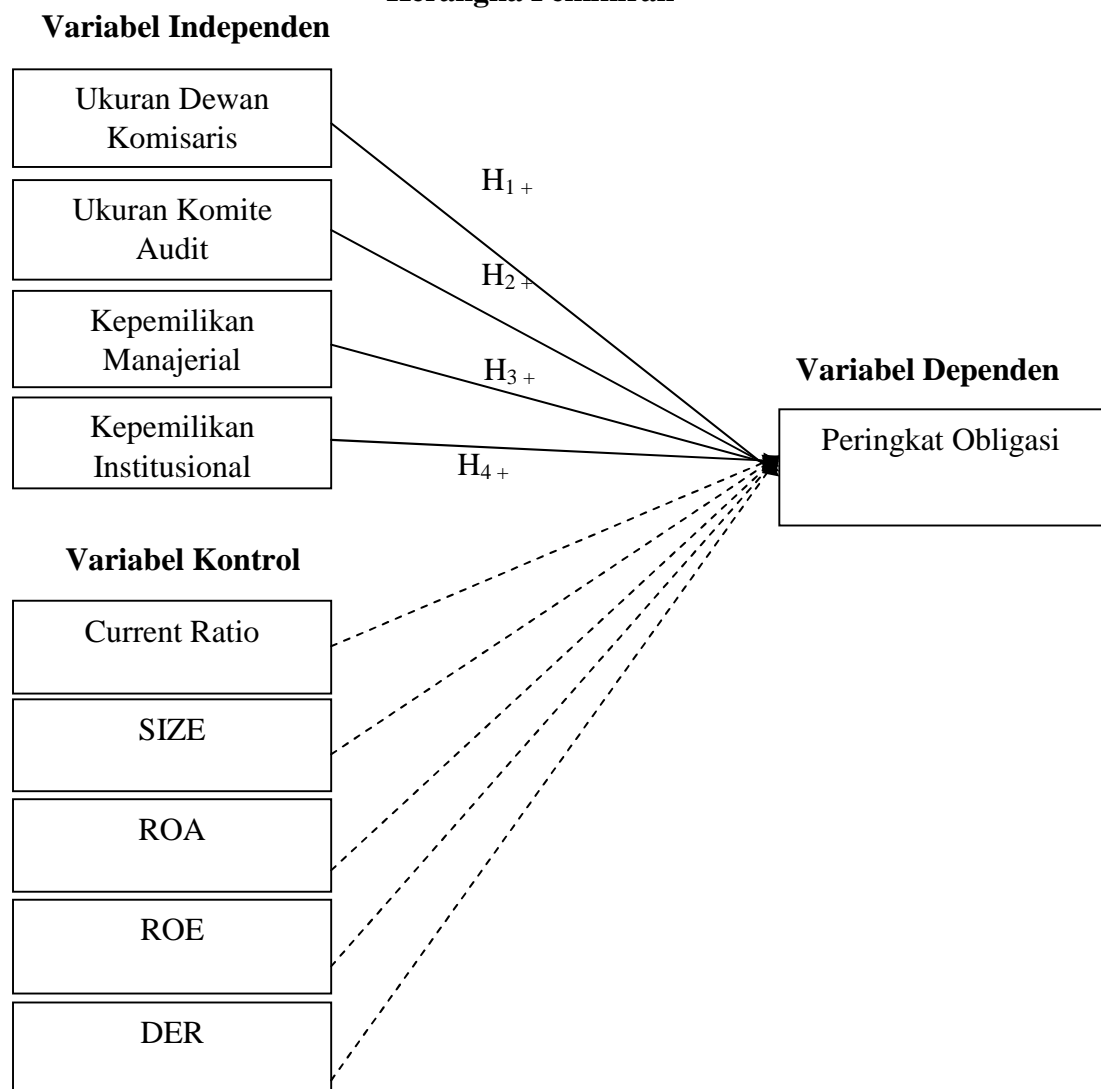 Variabel Independen
Ukuran Dewan
Komisaris
Ukuran Komite
Audit
Kepemilikan
Manajerial
Kepemilikan
Institusional
H1 +
H2 +
H3 +
H4 +
Variabel Dependen
Peringkat Obligasi
Variabel Kontrol
Current Ratio
SIZE
ROA
ROE
DER